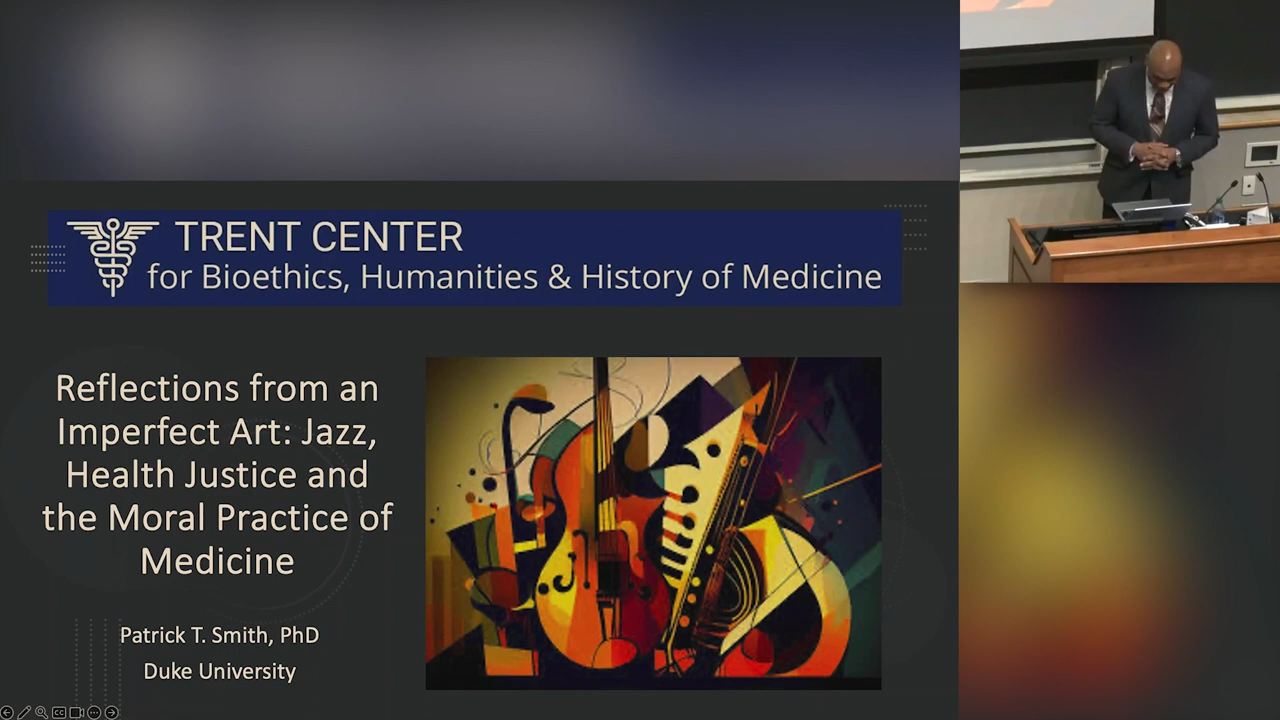 TRENT CENTER
for Bioethics, Humanities & History of Medicine
Reflections from an
Imperfect Art: Jazz,
Health Justice and
the Moral Practice of
Medicine
Patrick T. Smith, PhD
Duke University
CC